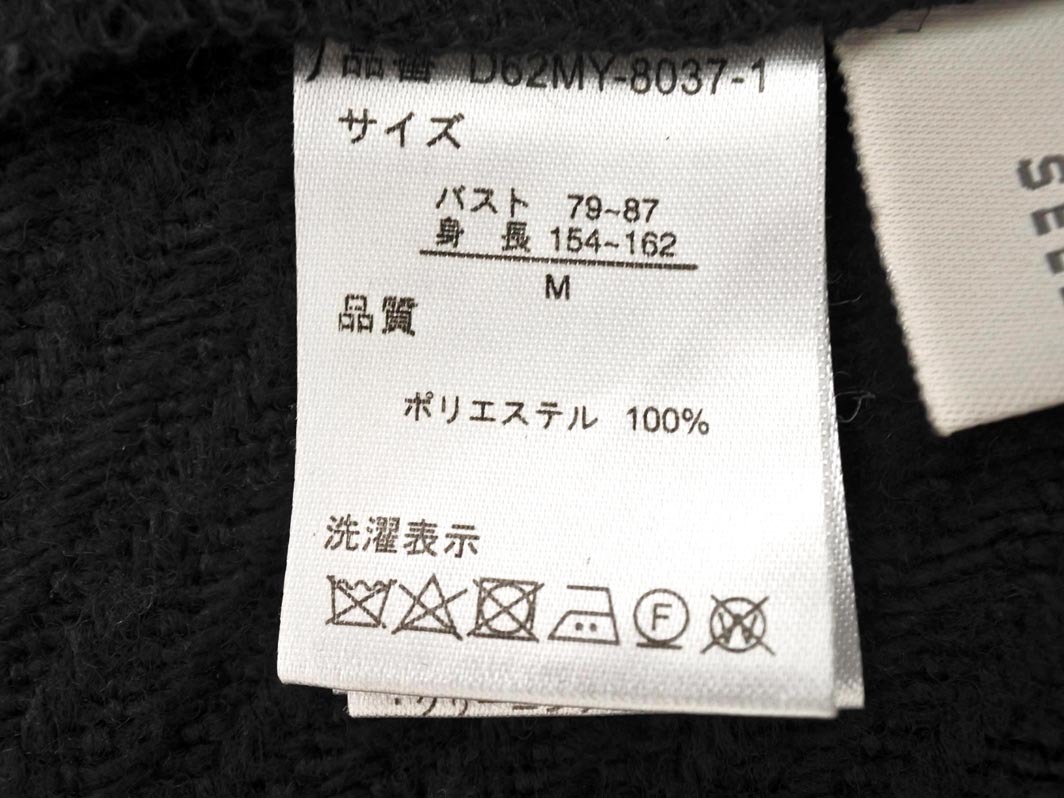 品番 D62MY-8037-1
サイズ
バスト 79~87
身 長 154~162
M
品質
ポリエステル 100%
洗濯表示
F W